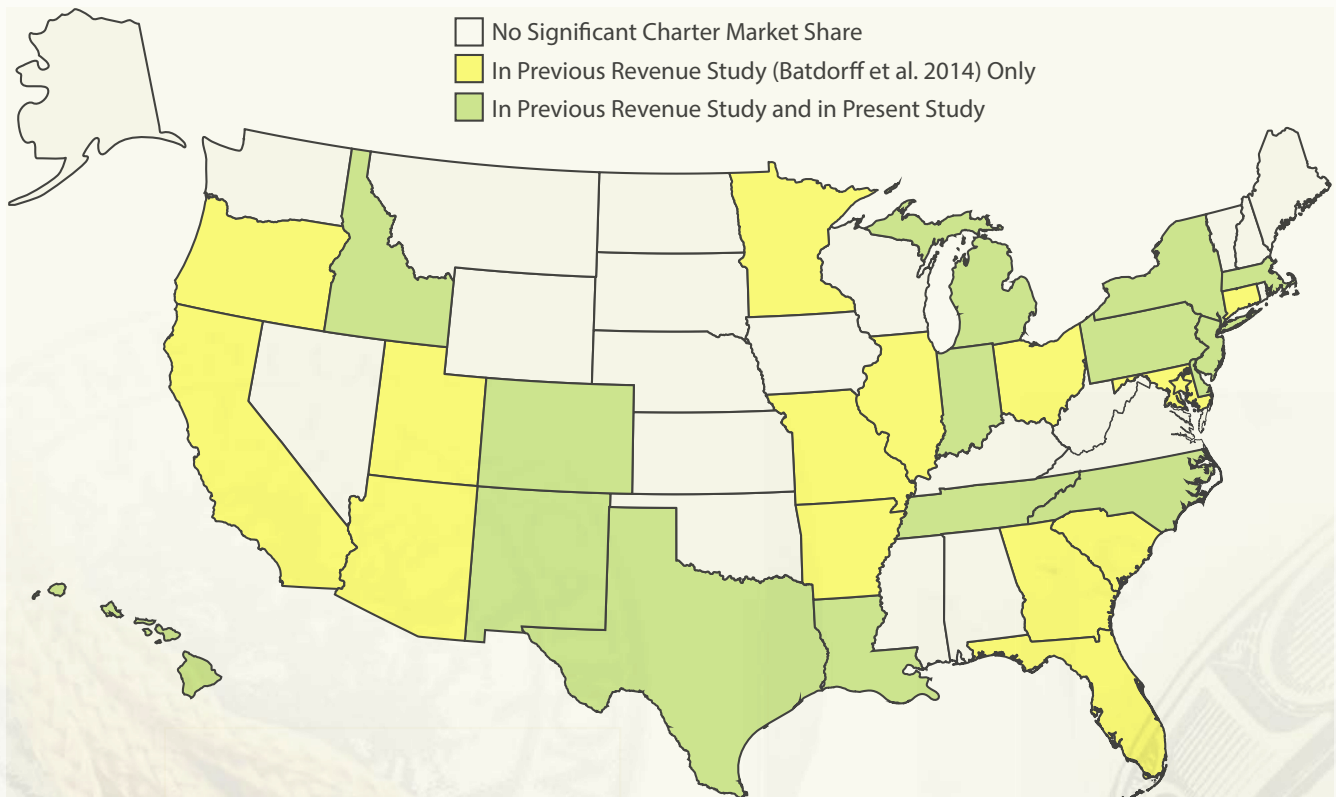 No Significant Charter Market Share
In Previous Revenue Study (Batdorff et al. 2014) Only
In Previous Revenue Study and in Present Study